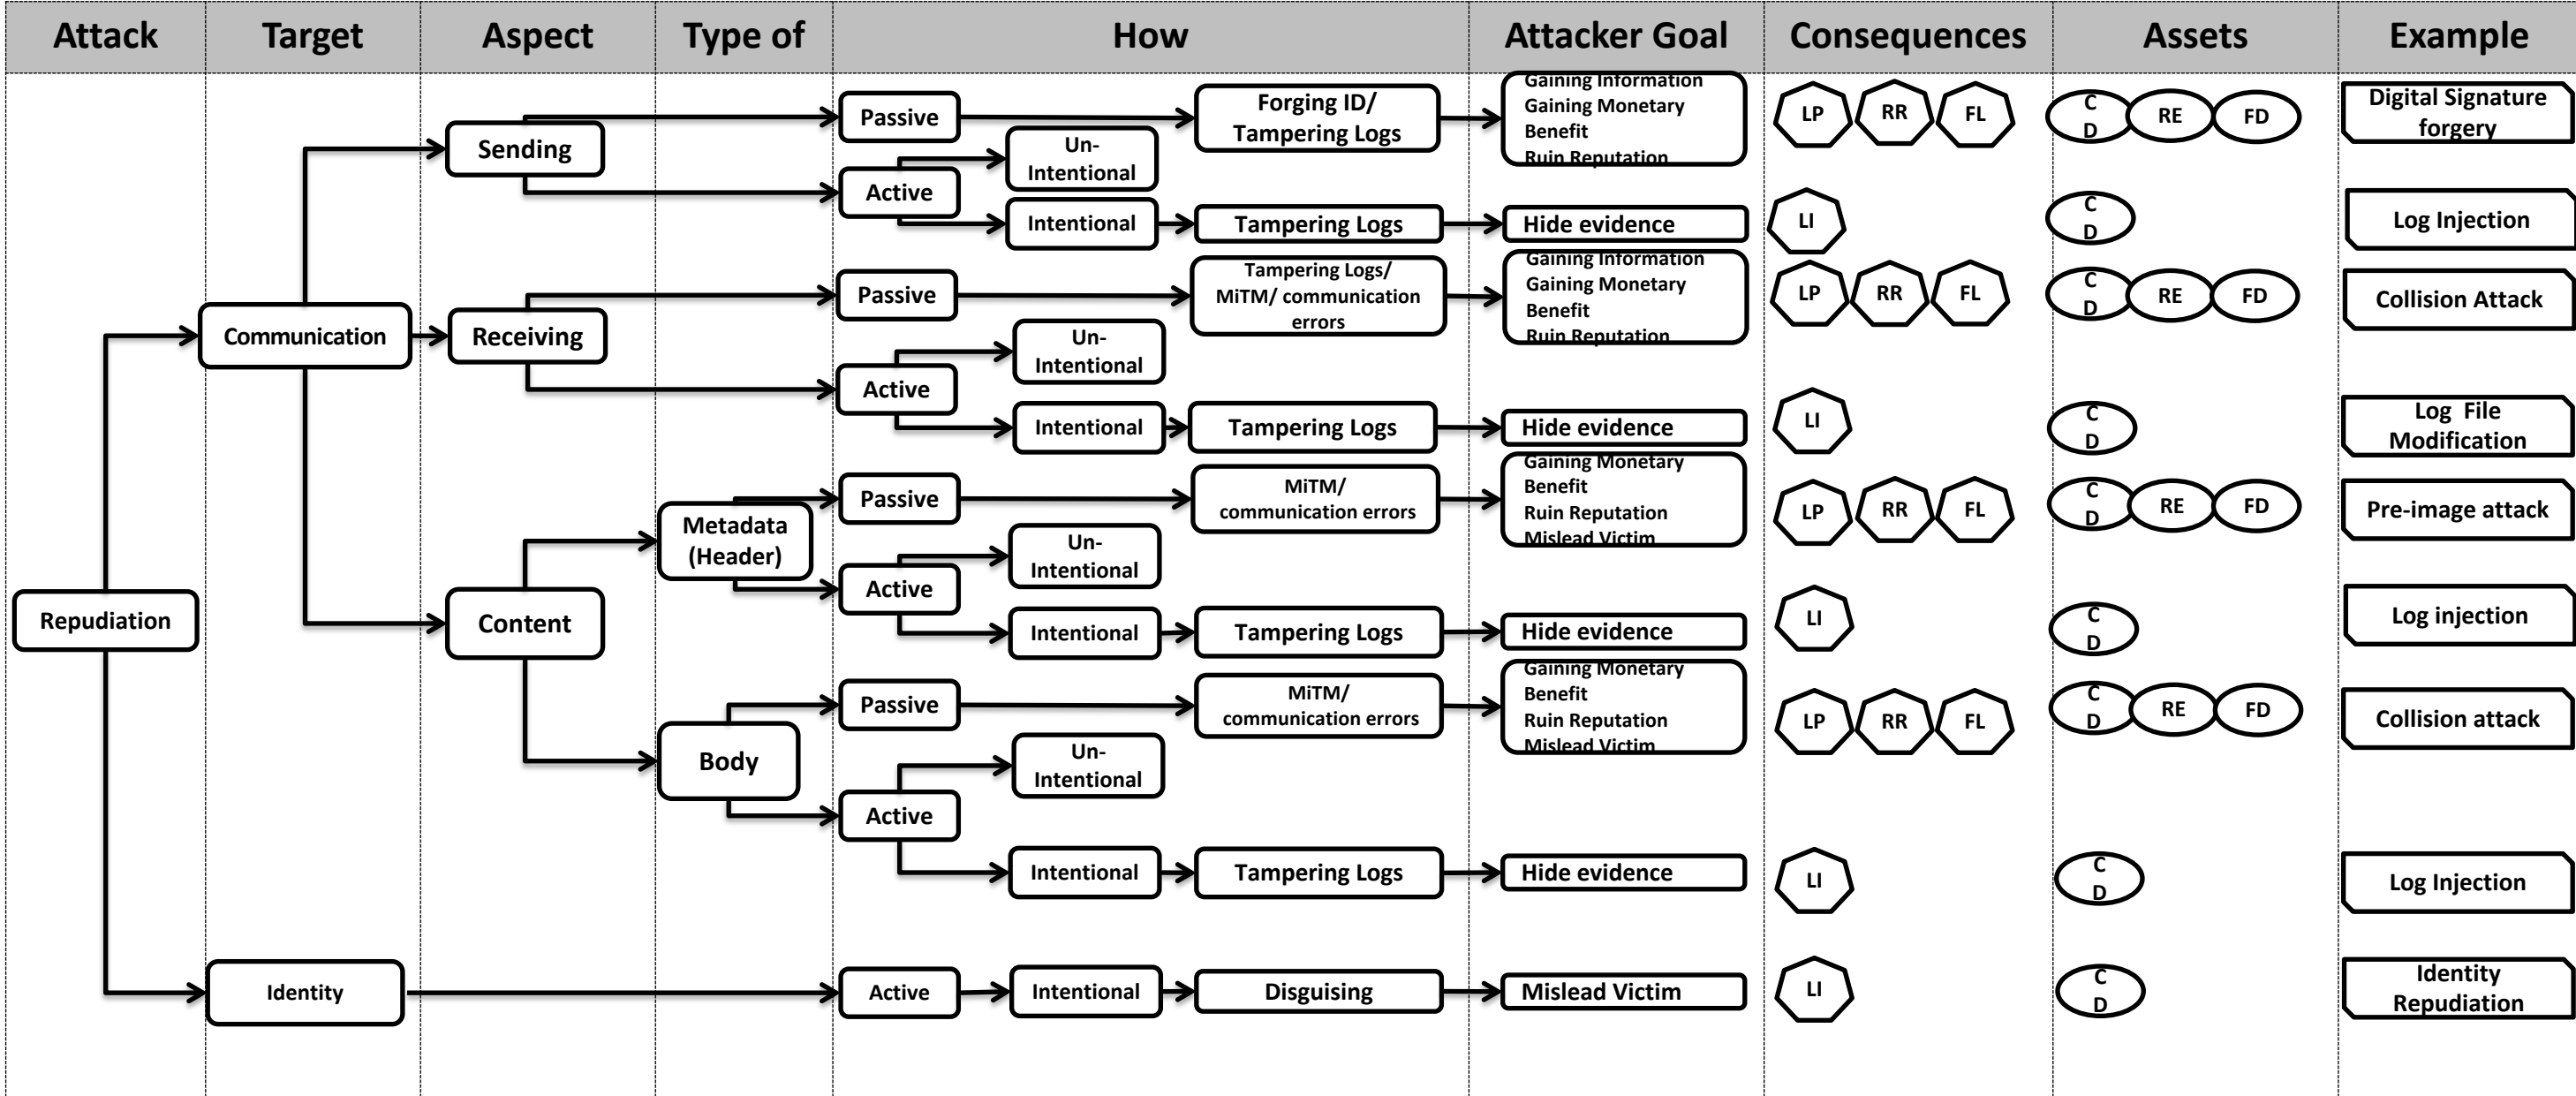 Attack Target Aspect Type of How Attacker Goal Consequences Assets Example
Passive
Forging ID/
Tampering Logs
Gaining Information
Gaining Monetary
Benefit
Ruin Reputation
LP RR FL
C
D
RE FD
Digital Signature
forgery
Sending
Un-
Intentional
Active
Intentional
Tampering Logs
Hide evidence
LI
C
D
Log Injection
Passive
Tampering Logs/
MiTM/ communication
errors
Gaining Information
Gaining Monetary
Benefit
Ruin Reputation
LP RR FL
C
D
RE FD
Collision Attack
Communication
Receiving
Un-
Intentional
Active
Intentional
Tampering Logs
Hide evidence
LI
C
D
Log File
Modification
Passive
MiTM/
communication errors
Gaining Monetary
Benefit
Ruin Reputation
Mislead Victim
LP RR FL
C
D
RE FD
Pre-image attack
Metadata
(Header)
Un-
Intentional
Active
Repudiation
Content
Intentional
Tampering Logs
Hide evidence
LI
C
D
Log injection
Passive
MiTM/
communication errors
Gaining Monetary
Benefit
Ruin Reputation
Mislead Victim
LP RR FL
C
D
RE FD
Collision attack
Body
Un-
Intentional
Active
Intentional
Tampering Logs
Hide evidence
LI
C
D
Log Injection
Identity
Active
Intentional
Disguising
Mislead Victim
LI
C
D
Identity
Repudiation